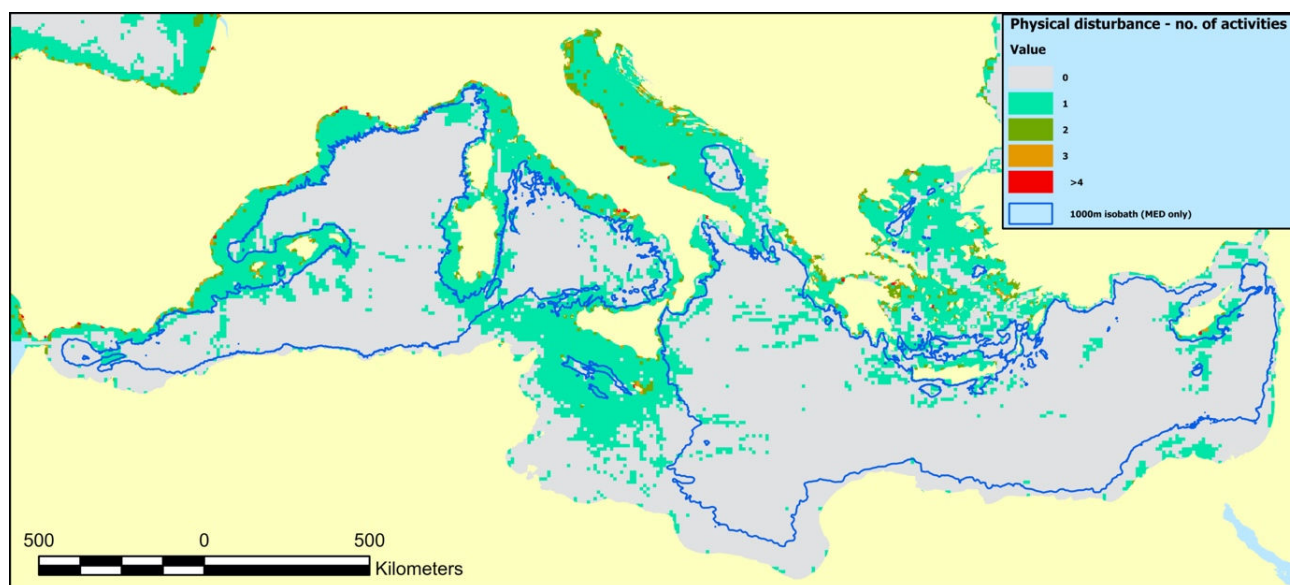 Physical disturbance - no. of activities
Value
0
1
2
3
>4
1000m isobath (MED only)
500 0 500
Kilometers